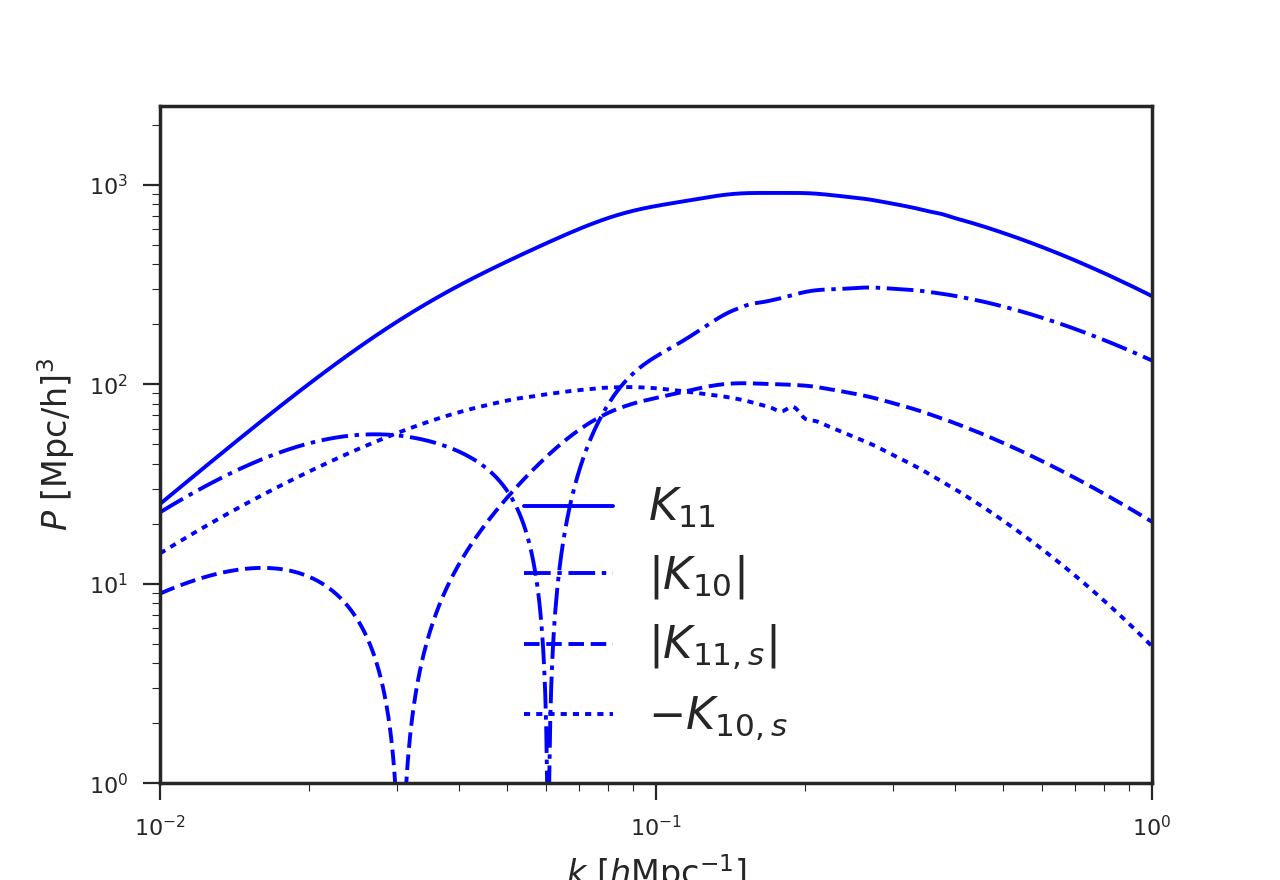 10³
10²
10¹
10⁰
P [Mpc/h]³
K₁₁
|K₁₀|
|K₁₁,ₛ|
−K₁₀,ₛ
10⁻²
10⁻¹
10⁰
k [hMpc⁻¹]